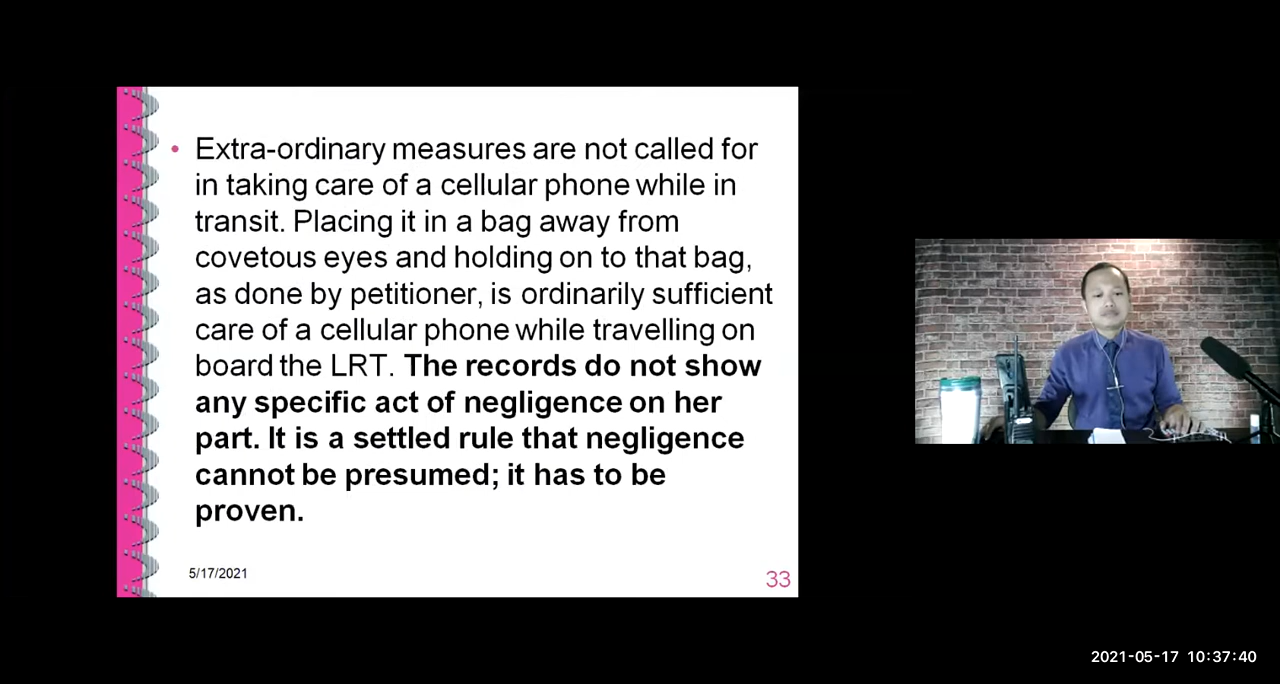 • Extra-ordinary measures are not called for
in taking care of a cellular phone while in
transit. Placing it in a bag away from
covetous eyes and holding on to that bag,
as done by petitioner, is ordinarily sufficient
care of a cellular phone while travelling on
board the LRT. The records do not show
any specific act of negligence on her
part. It is a settled rule that negligence
cannot be presumed; it has to be
proven.
5/17/2021
33
2021-05-17 10:37:40